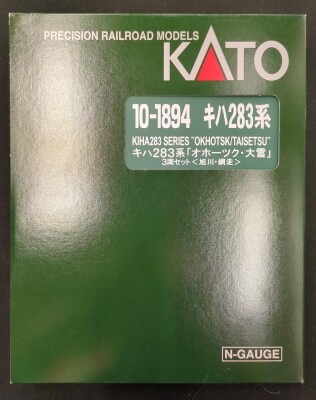 PRECISION RAILROAD MODELS
KATO
10-1894 キハ283系
KIHA283 SERIES "OKHOTSK/TAISETSU"
キハ283系「オホーツク・大雪」
3両セット<旭川・網走>
N-GAUGE